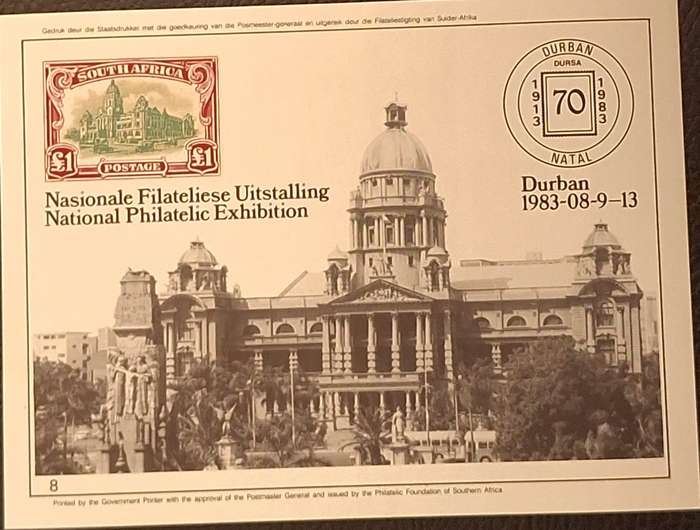 Gedruk deur die Staatsdrukker met die goedkeuring van die Posmeester-generaal en uitgereik deur die Filateliestigting van Suider-Afrika
SOUTH AFRICA
£1 POSTAGE £1
DURBAN
DURSA
1913 70 1983
NATAL
Nasionale Filateliese Uitstalling
National Philatelic Exhibition
Durban
1983-08-9–13
8
Printed by the Government Printer with the approval of the Postmaster General and issued by the Philatelic Foundation of Southern Africa